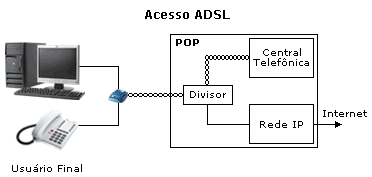 Acesso ADSL
POP
Central
Telefônica
Divisor
Rede IP
Internet
Usuário Final